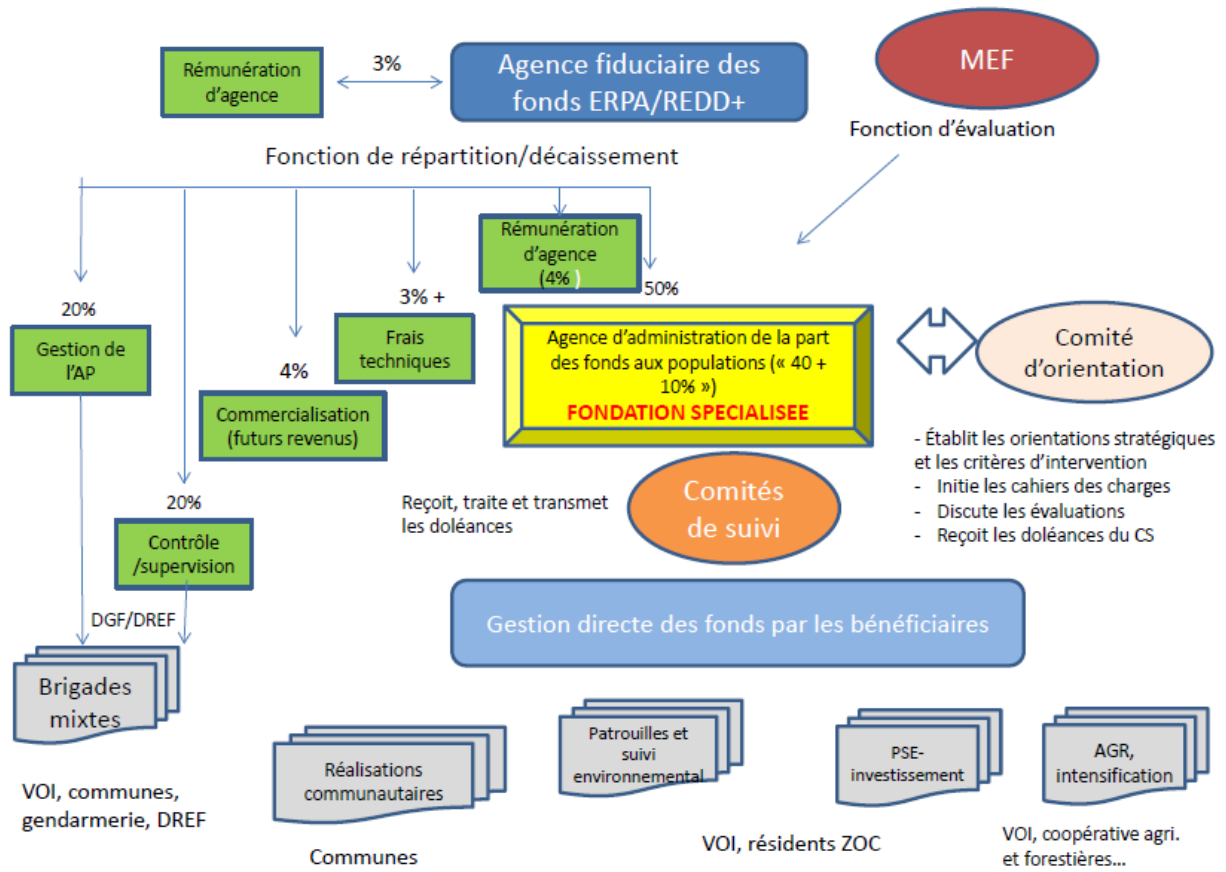 Rémunération
d'agence
3%
Agence fiduciaire des
fonds ERPA/REDD+
MEF
Fonction d'évaluation
Fonction de répartition/décaissement
Rémunération
d'agence
(4% )
50%
20%
Gestion de
l'AP
4%
Commercialisation
(futurs revenus)
3% +
Frais
techniques
Agence d'administration de la part
des fonds aux populations (« 40 +
10% »)
FONDATION SPECIALISEE
Comité
d'orientation
- Établit les orientations stratégiques
et les critères d'intervention
- Initie les cahiers des charges
- Discute les évaluations
- Reçoit les doléances du CS
Reçoit, traite et transmet
les doléances
Comités
de suivi
20%
Contrôle
/supervision
DGF/DREF
Gestion directe des fonds par les bénéficiaires
Brigades
mixtes
VOI, communes,
gendarmerie, DREF
Réalisations
communautaires
Communes
Patrouilles et
suivi
environnemental
PSE-
investissement
VOI, résidents ZOC
AGR,
intensification
VOI, coopérative agri.
et forestières…